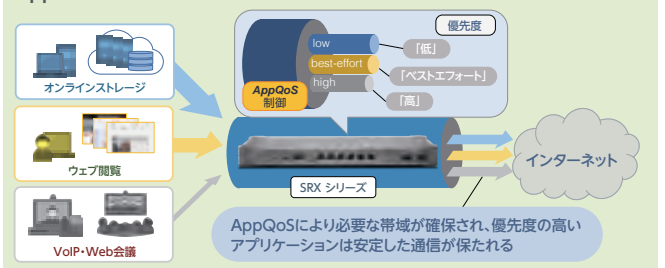 優先度
low
「低」
best-effort
「ベストエフォート」
high
「高」
AppQoS
制御
オンラインストレージ
ウェブ閲覧
VoIP・Web会議
SRX シリーズ
インターネット
AppQoSにより必要な帯域が確保され、優先度の高い
アプリケーションは安定した通信が保たれる